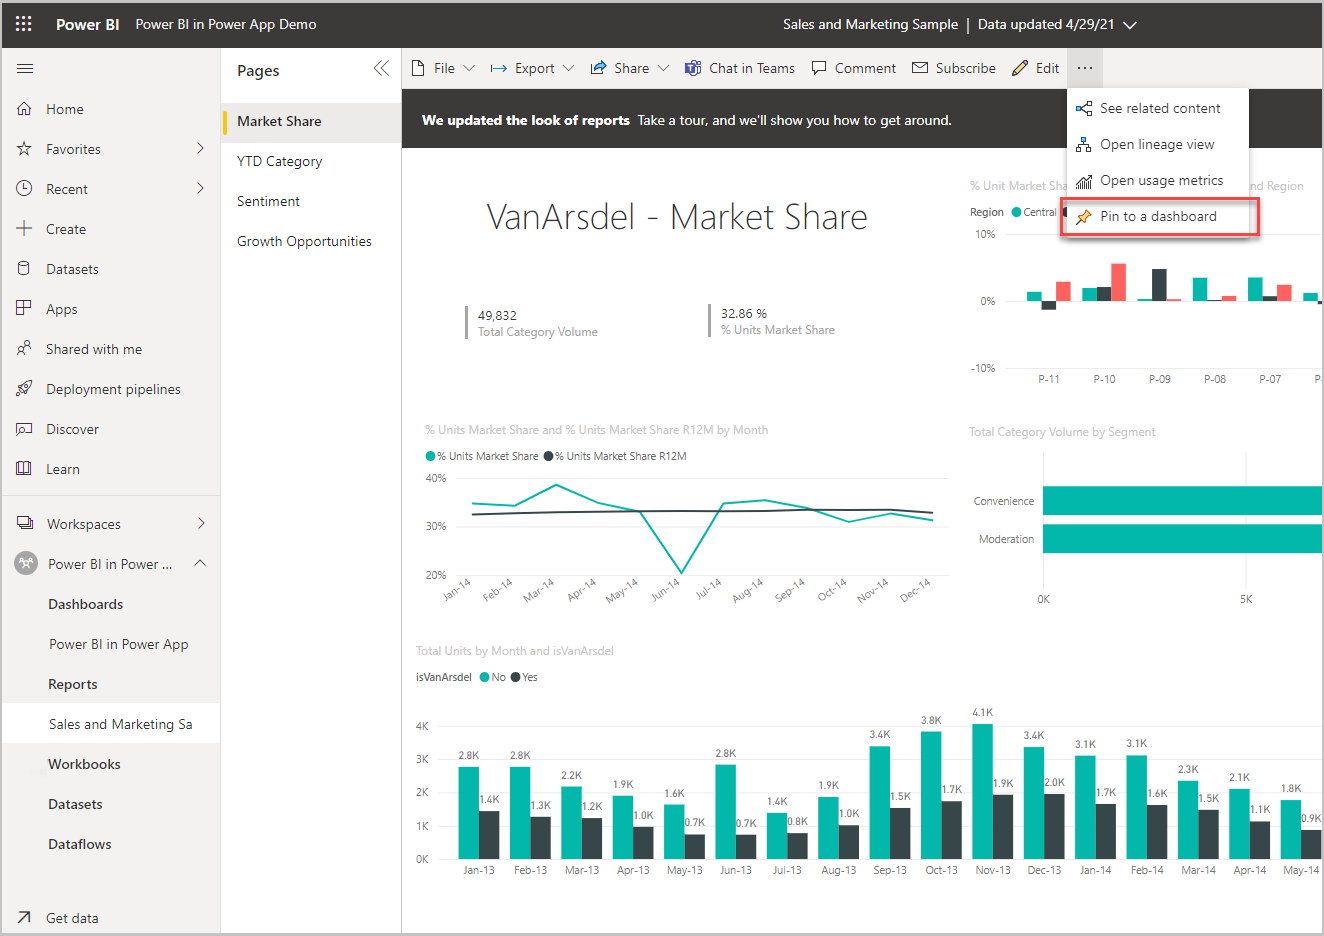 Power BI Power BI in Power App Demo
Sales and Marketing Sample | Data updated 4/29/21
Home
Favorites
Recent
Create
Datasets
Apps
Shared with me
Deployment pipelines
Discover
Learn
Workspaces
Power BI in Power ...
Dashboards
Power BI in Power App
Reports
Sales and Marketing Sa
Workbooks
Datasets
Dataflows
Get data
Pages
Market Share
YTD Category
Sentiment
Growth Opportunities
File Export Share Chat in Teams Comment Subscribe Edit ...
See related content
Open lineage view
Open usage metrics
Pin to a dashboard
We updated the look of reports Take a tour, and we'll show you how to get around.
VanArsdel - Market Share
49,832
Total Category Volume
32.86 %
% Units Market Share
% Unit Market Sha
nd Region
Region Central
10%
0%
-10%
P-11 P-10 P-09 P-08 P-07
% Units Market Share and % Units Market Share R12M by Month
% Units Market Share % Units Market Share R12M
40%
30%
20%
Jan-14 Feb-14 Mar-14 Apr-14 May-14 Jun-14 Jul-14 Aug-14 Sep-14 Oct-14 Nov-14 Dec-14
Total Category Volume by Segment
Convenience
Moderation
0K 5K
Total Units by Month and isVanArsdel
isVanArsdel No Yes
4K
3K
2K
1K
0K
2.8K 2.8K 2.2K 1.9K 1.6K 2.8K 1.4K 1.9K 3.4K 3.8K 4.1K 3.4K 3.1K 3.1K 2.3K 2.1K 1.8K
1.4K 1.3K 1.2K 1.0K 0.7K 0.7K 0.8K 1.0K 1.5K 1.7K 1.9K 2.0K 1.7K 1.6K 1.5K 1.1K 0.9K
Jan-13 Feb-13 Mar-13 Apr-13 May-13 Jun-13 Jul-13 Aug-13 Sep-13 Oct-13 Nov-13 Dec-13 Jan-14 Feb-14 Mar-14 Apr-14 May-14